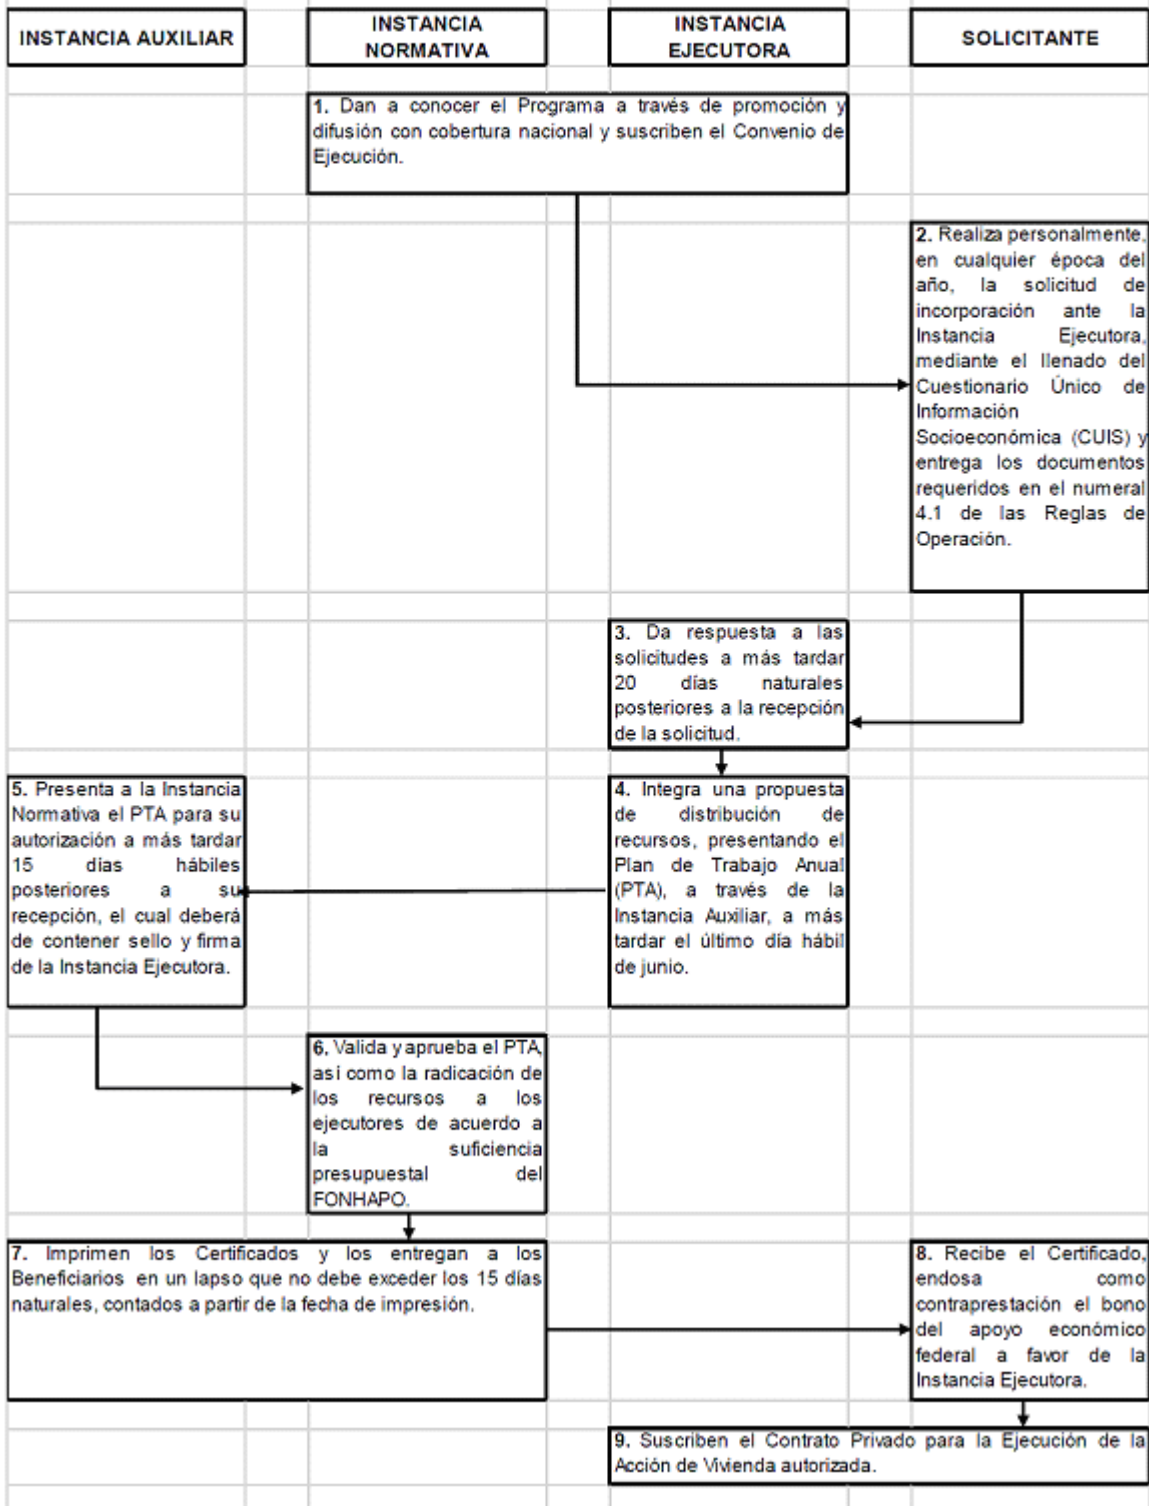 INSTANCIA AUXILIAR
INSTANCIA
NORMATIVA
INSTANCIA
EJECUTORA
SOLICITANTE
1. Dan a conocer el Programa a través de promoción y
difusión con cobertura nacional y suscriben el Convenio de
Ejecución.
2. Realiza personalmente,
en cualquier época del
año, la solicitud de
incorporación ante la
Instancia Ejecutora,
mediante el llenado del
Cuestionario Único de
Información
Socioeconómica (CUIS) y
entrega los documentos
requeridos en el numeral
4.1 de las Reglas de
Operación.
3. Da respuesta a las
solicitudes a más tardar
20 días naturales
posteriores a la recepción
de la solicitud.
4. Integra una propuesta
de distribución de
recursos, presentando el
Plan de Trabajo Anual
(PTA), a través de la
Instancia Auxiliar, a más
tardar el último día hábil
de junio.
5. Presenta a la Instancia
Normativa el PTA para su
autorización a más tardar
15 días hábiles
posteriores a su
recepción, el cual deberá
de contener sello y firma
de la Instancia Ejecutora.
6. Valida y aprueba el PTA,
así como la radicación de
los recursos a los
ejecutores de acuerdo a
la suficiencia
presupuestal del
FONHAPO.
7. Imprimen los Certificados y los entregan a los
Beneficiarios en un lapso que no debe exceder los 15 días
naturales, contados a partir de la fecha de impresión.
8. Recibe el Certificado,
endosa como
contraprestación el bono
del apoyo económico
federal a favor de la
Instancia Ejecutora.
9. Suscriben el Contrato Privado para la Ejecución de la
Acción de Vivienda autorizada.